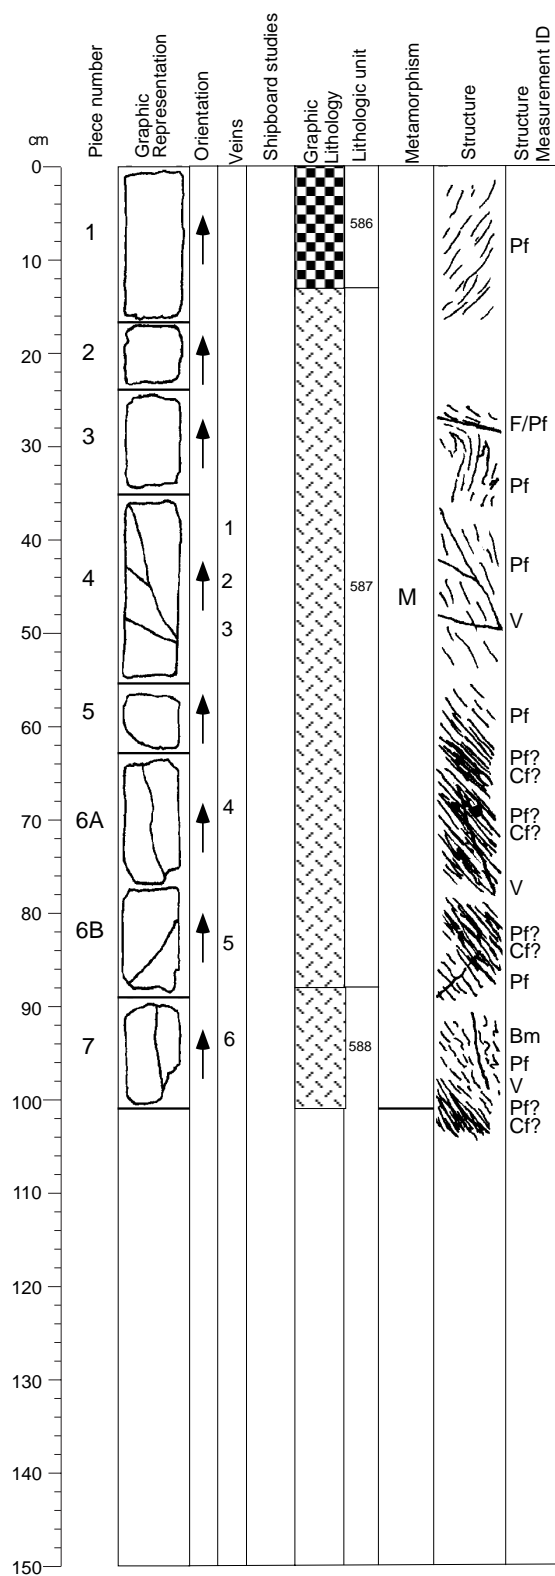 cm
Piece number
Graphic
Representation
Orientation
Veins
Shipboard studies
Graphic
Lithology
Lithologic unit
Metamorphism
Structure
Structure
Measurement ID
0
10
20
30
40
50
60
70
80
90
100
110
120
130
140
150
1
2
3
4
5
6A
6B
7
1
2
3
4
5
6
586
587
588
M
Pf
F/Pf
Pf
Pf
V
Pf
Pf?
Cf?
Pf?
Cf?
V
Pf?
Cf?
Pf
Bm
Pf
V
Pf?
Cf?